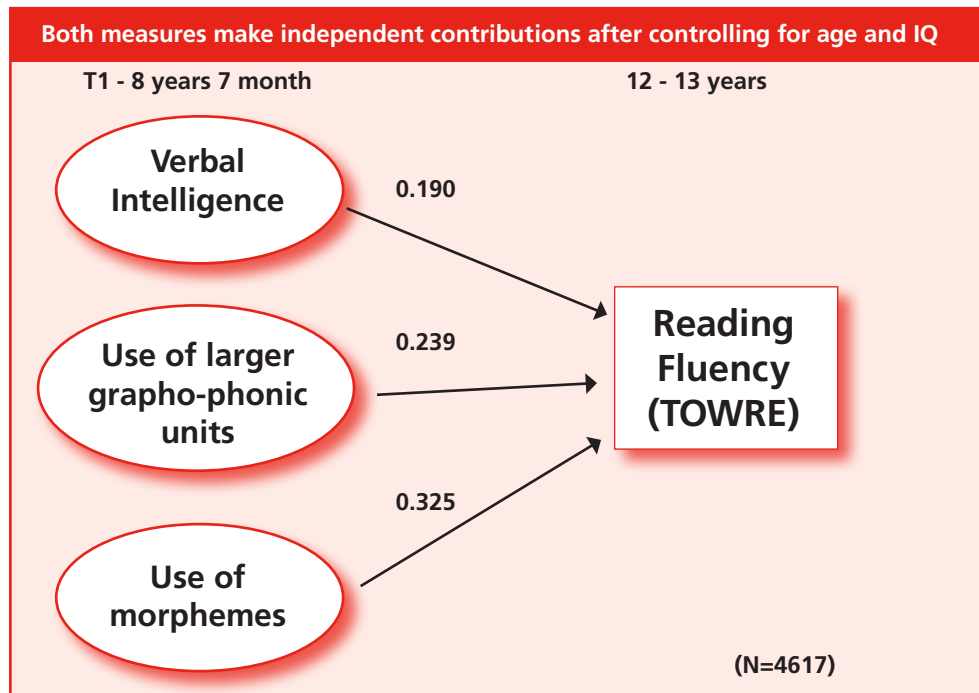 Both measures make independent contributions after controlling for age and IQ
T1 - 8 years 7 month
12 - 13 years
Verbal
Intelligence
0.190
Use of larger
grapho-phonic
units
0.239
Reading
Fluency
(TOWRE)
0.325
Use of
morphemes
(N=4617)